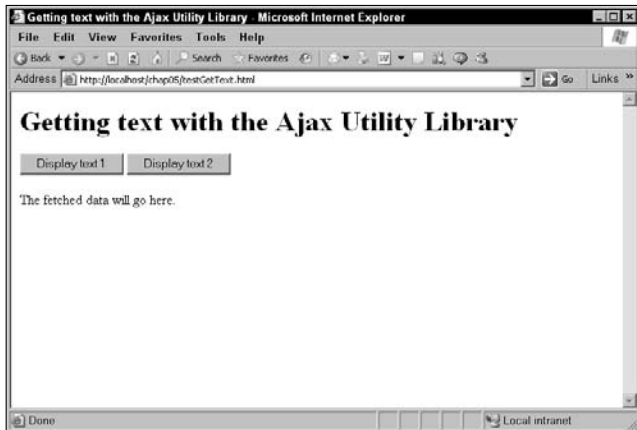 Getting text with the Ajax Utility Library - Microsoft Internet Explorer
File Edit View Favorites Tools Help
Back Search Favorites
Address http://localhost/chap05/testGetText.html Go Links »
Getting text with the Ajax Utility Library
Display text 1 Display text 2
The fetched data will go here.
Done Local intranet